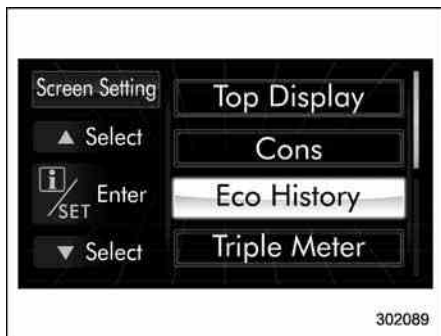 Screen Setting
Top Display
▲ Select
Cons
i/SET Enter
Eco History
▼ Select
Triple Meter
302089